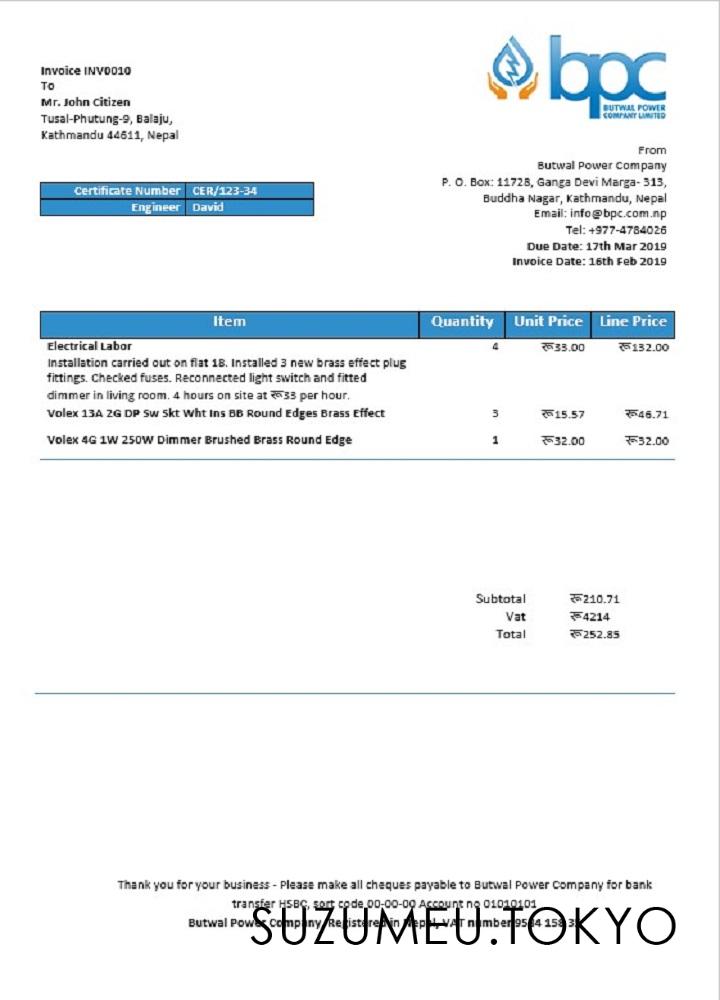 bpc
BUTWAL POWER
COMPANY LIMITED
Invoice INV0010
To
Mr. John Citizen
Tusal-Phutung-9, Balaju,
Kathmandu 44611, Nepal
From
Butwal Power Company
P. O. Box: 11728, Ganga Devi Marga- 313,
Buddha Nagar, Kathmandu, Nepal
Email: info@bpc.com.np
Tel: +977-4784026
Due Date: 17th Mar 2019
Invoice Date: 16th Feb 2019
Certificate Number CER/123-34
Engineer David
Item Quantity Unit Price Line Price
Electrical Labor 4 रू33.00 रू132.00
Installation carried out on flat 18. Installed 3 new brass effect plug
fittings. Checked fuses. Reconnected light switch and fitted
dimmer in living room. 4 hours on site at रू33 per hour.
Volex 13A 2G DP Sw Skt Wht Ins BB Round Edges Brass Effect 3 रू15.57 रू46.71
Volex 4G 1W 250W Dimmer Brushed Brass Round Edge 1 रू32.00 रू32.00
Subtotal रू210.71
Vat रू4214
Total रू252.85
Thank you for your business - Please make all cheques payable to Butwal Power Company for bank
transfer HSBC, sort code 00-00-00 Account no 01010101
Butwal Power Company, Registered in Nepal, VAT number
SUZUMEU.TOKYO